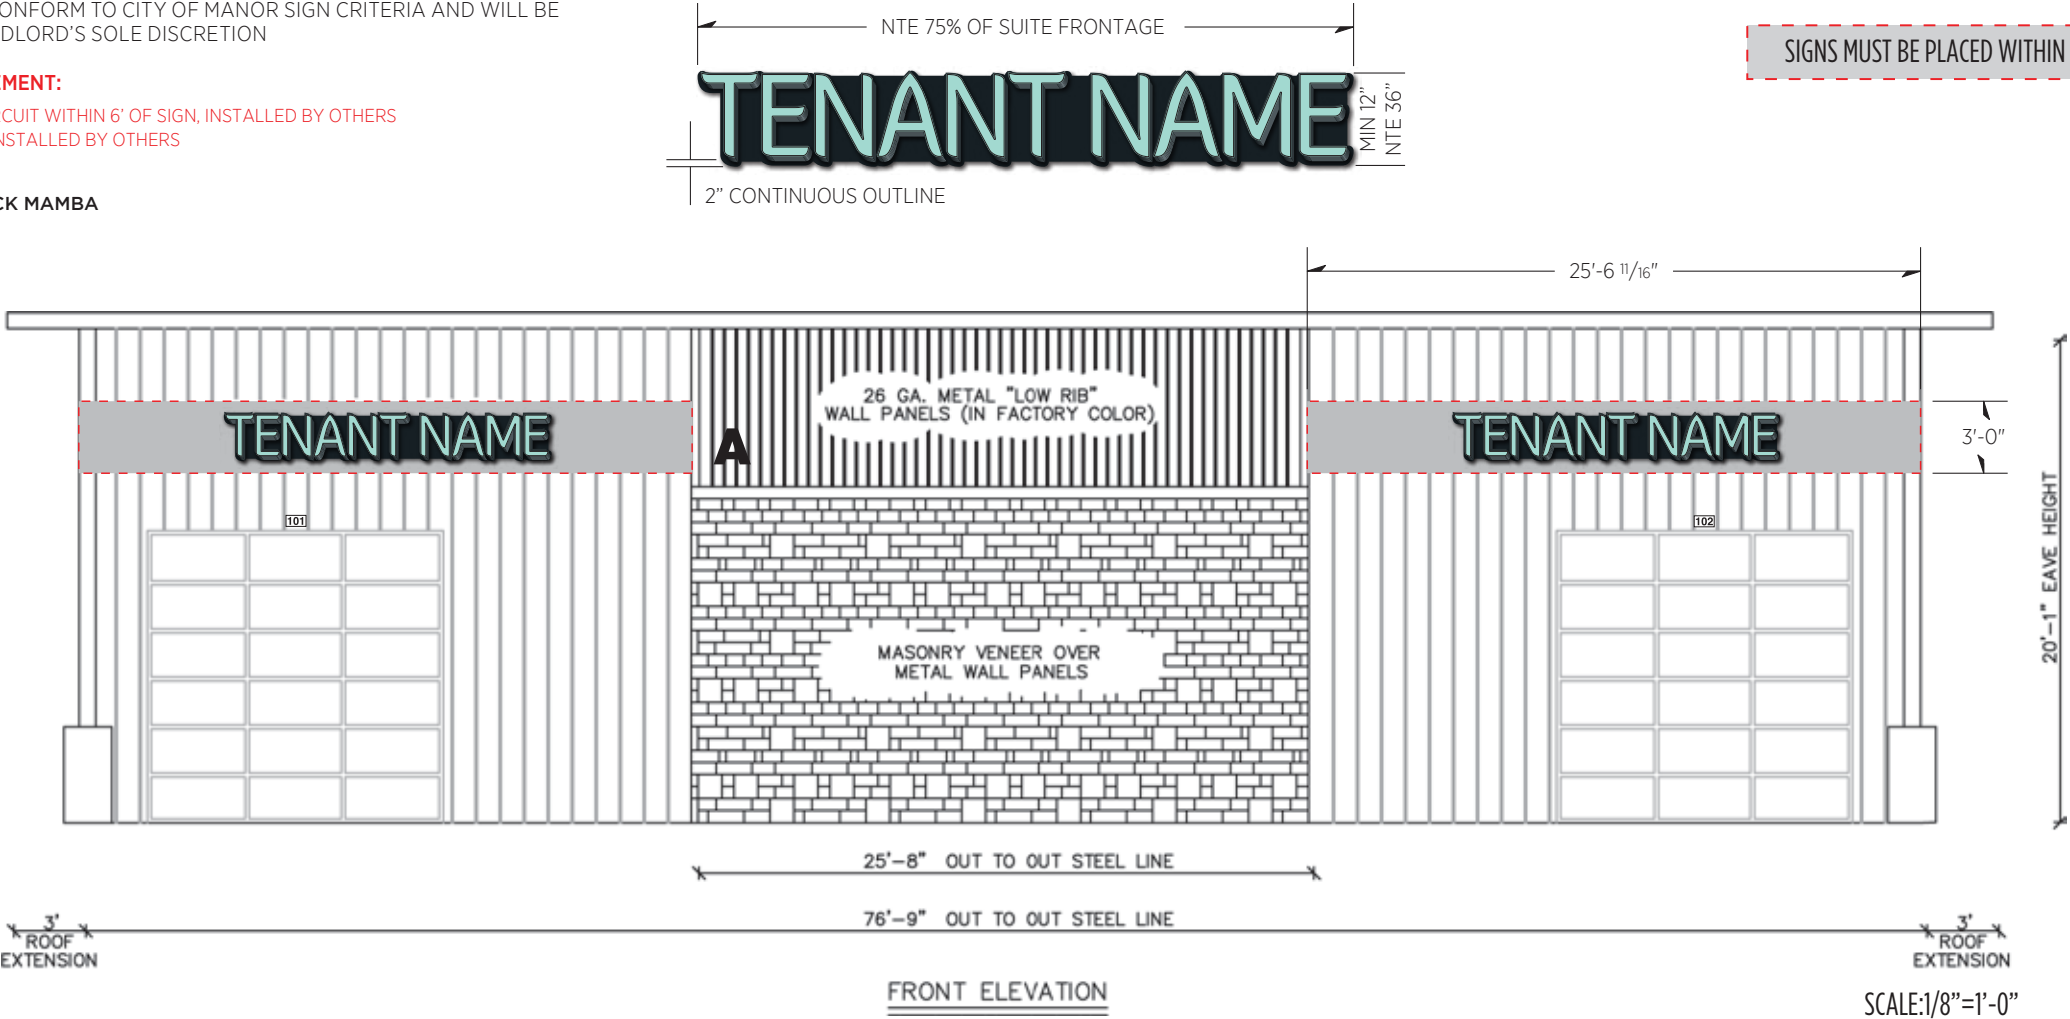 ONFORM TO CITY OF MANOR SIGN CRITERIA AND WILL BE
DLORD'S SOLE DISCRETION
EMENT:
CUIT WITHIN 6' OF SIGN, INSTALLED BY OTHERS
NSTALLED BY OTHERS
CK MAMBA
NTE 75% OF SUITE FRONTAGE
TENANT NAME
MIN 12"
NTE 36"
2" CONTINUOUS OUTLINE
SIGNS MUST BE PLACED WITHIN
25'-6 11/16"
26 GA. METAL "LOW RIB"
WALL PANELS (IN FACTORY COLOR)
TENANT NAME
A
TENANT NAME
3'-0"
101
102
20'-1" EAVE HEIGHT
MASONRY VENEER OVER
METAL WALL PANELS
25'-8" OUT TO OUT STEEL LINE
76'-9" OUT TO OUT STEEL LINE
3'
ROOF
EXTENSION
3'
ROOF
EXTENSION
FRONT ELEVATION
SCALE:1/8"=1'-0"